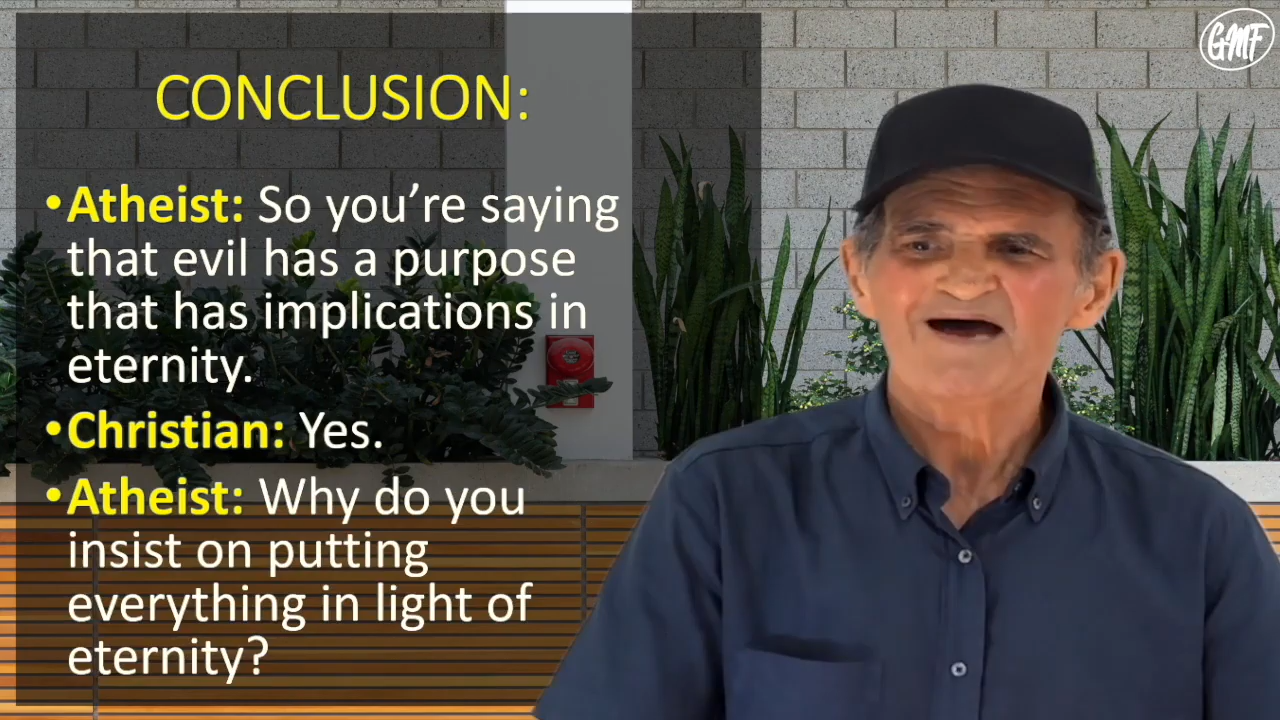 GMF
CONCLUSION:
•Atheist: So you're saying
that evil has a purpose
that has implications in
eternity.
•Christian: Yes.
•Atheist: Why do you
insist on putting
everything in light of
eternity?